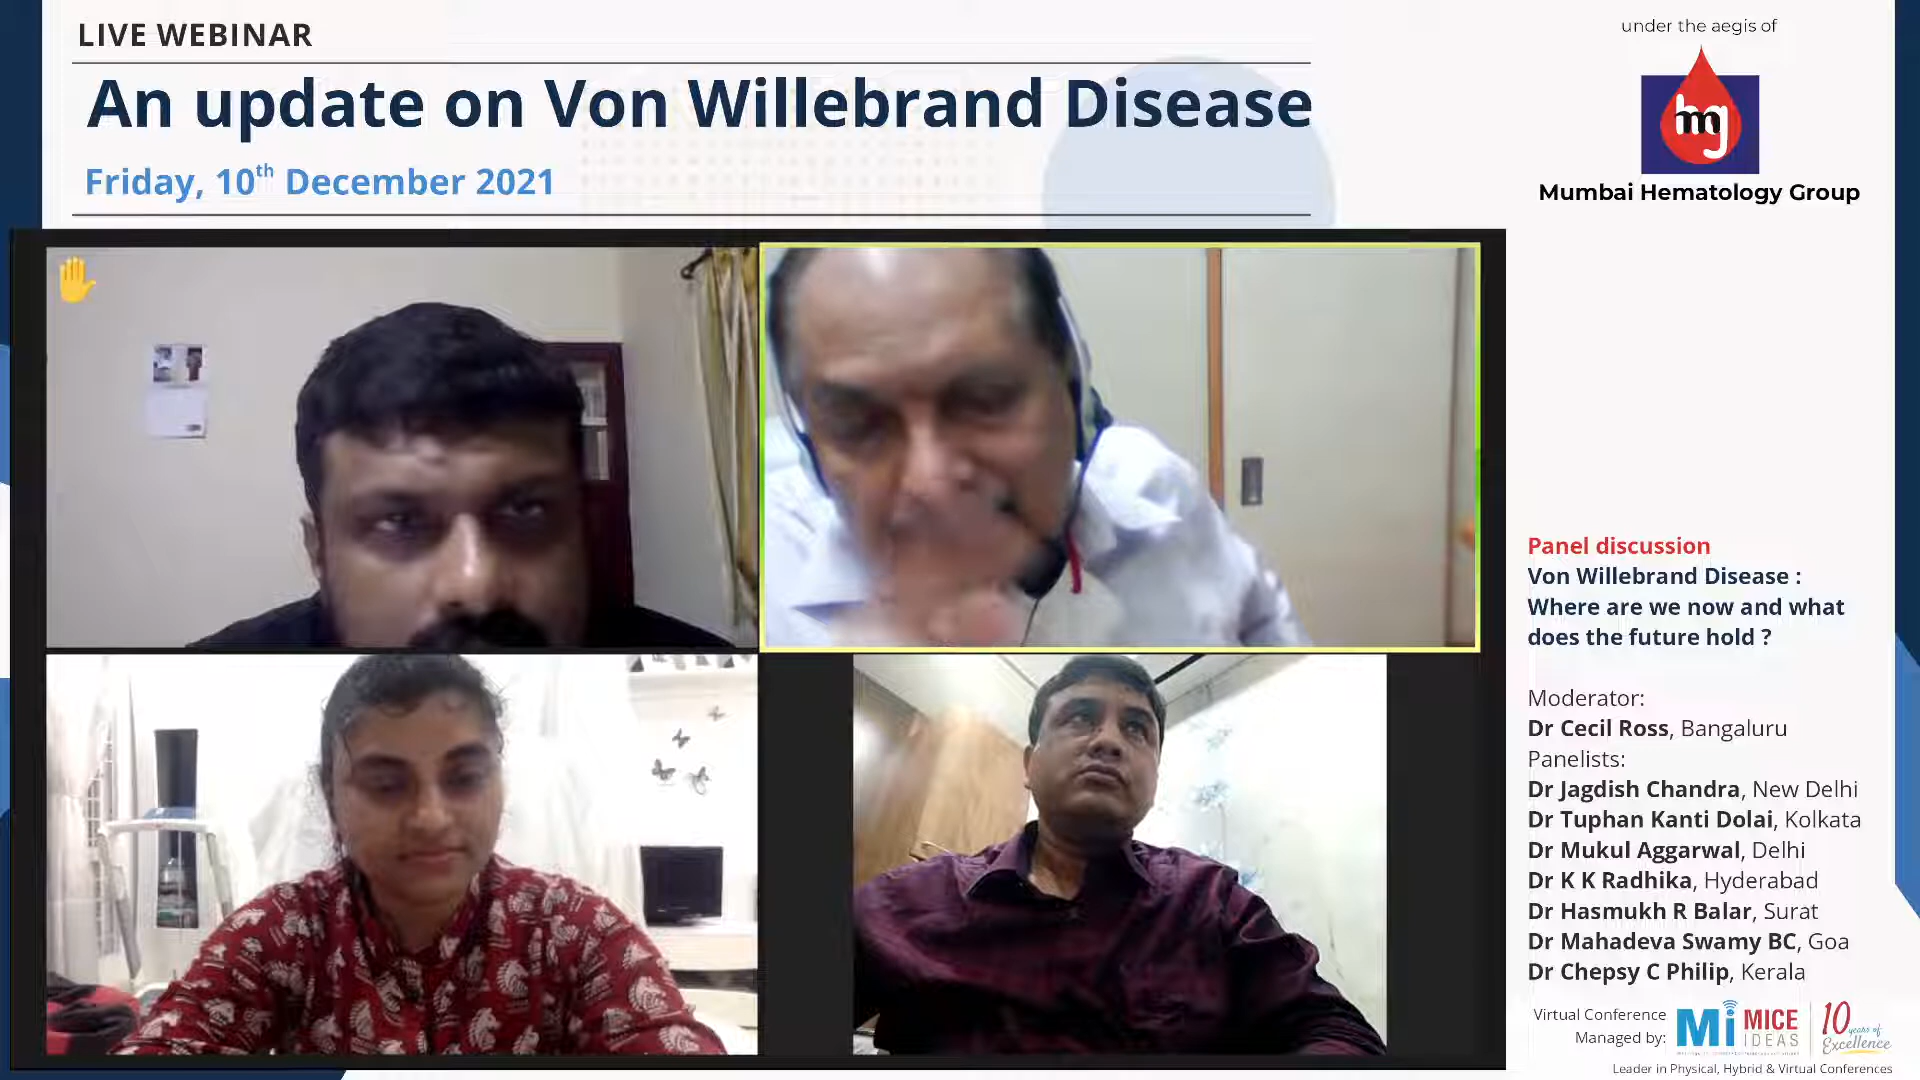 LIVE WEBINAR
An update on Von Willebrand Disease
Friday, 10th December 2021
under the aegis of
hmg
Mumbai Hematology Group
Panel discussion
Von Willebrand Disease :
Where are we now and what
does the future hold ?
Moderator:
Dr Cecil Ross, Bangaluru
Panelists:
Dr Jagdish Chandra, New Delhi
Dr Tuphan Kanti Dolai, Kolkata
Dr Mukul Aggarwal, Delhi
Dr K K Radhika, Hyderabad
Dr Hasmukh R Balar, Surat
Dr Mahadeva Swamy BC, Goa
Dr Chepsy C Philip, Kerala
Virtual Conference
Managed by:
Mi MICE
IDEAS
10 years of
Excellence
Leader in Physical, Hybrid & Virtual Conferences